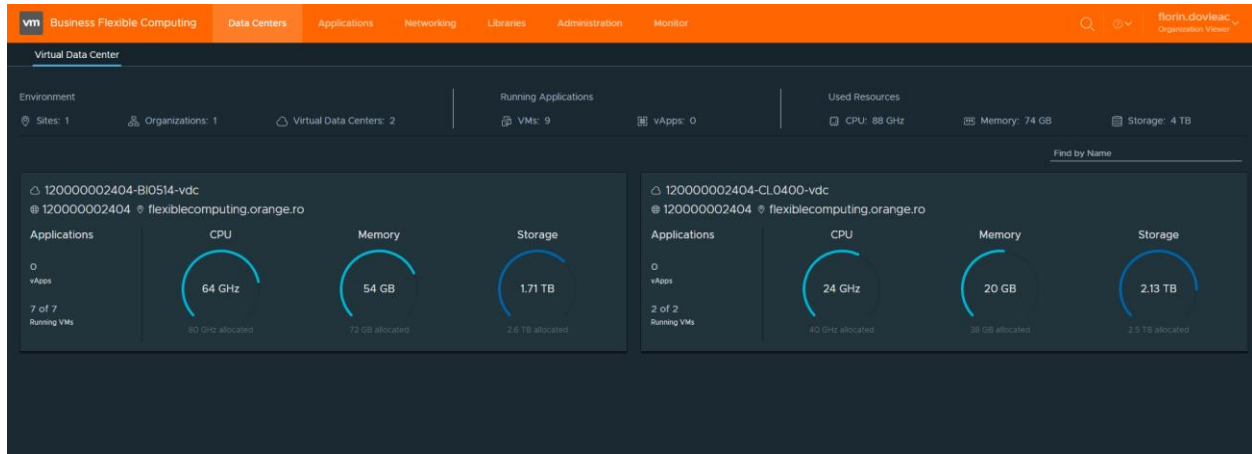 vm Business Flexible Computing Data Centers Applications Networking Libraries Administration Monitor florin.dovleac
Organization Viewer
Virtual Data Center
Environment Running Applications Used Resources
Sites: 1 Organizations: 1 Virtual Data Centers: 2 VMs: 9 vApps: 0 CPU: 88 GHz Memory: 74 GB Storage: 4 TB
Find by Name
120000002404-BI0514-vdc
120000002404 flexiblecomputing.orange.ro
Applications CPU Memory Storage
0
vApps
64 GHz 54 GB 1.71 TB
7 of 7
Running VMs
80 GHz allocated 72 GB allocated 2.6 TB allocated
120000002404-CL0400-vdc
120000002404 flexiblecomputing.orange.ro
Applications CPU Memory Storage
0
vApps
24 GHz 20 GB 2.13 TB
2 of 2
Running VMs
40 GHz allocated 38 GB allocated 2.5 TB allocated